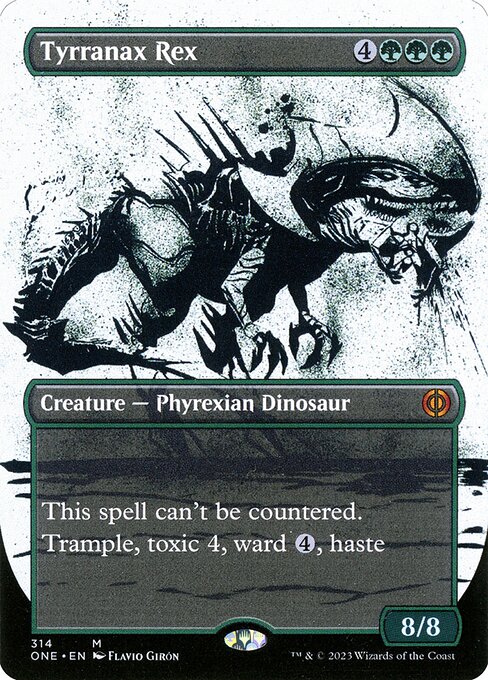 Tyrranax Rex 4
Creature — Phyrexian Dinosaur
This spell can't be countered.
Trample, toxic 4, ward 4, haste
8/8
314 M
ONE • EN Flavio Girón
™ & © 2023 Wizards of the Coast